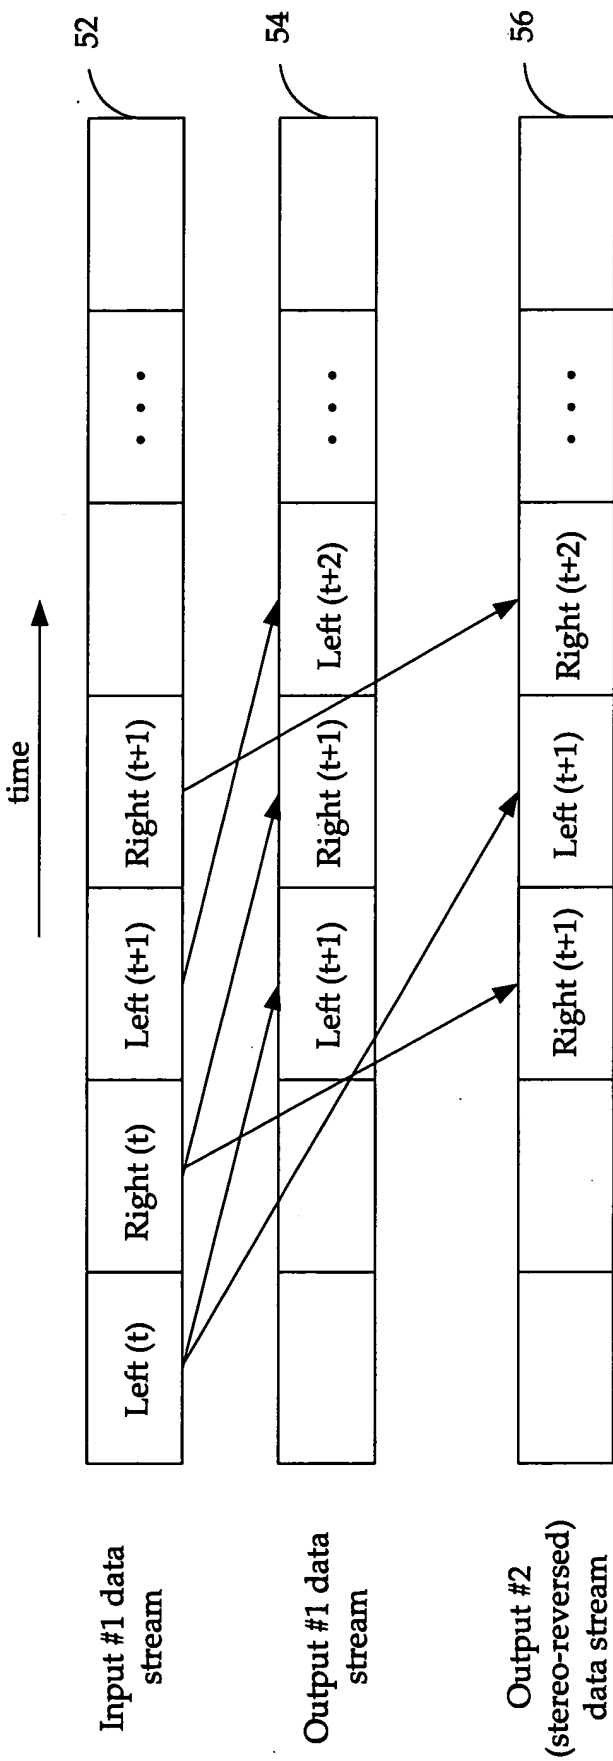 time
Input #1 data
stream
Left (t)
Right (t)
Left (t+1)
Right (t+1)
. . .
52
Output #1 data
stream
Left (t+1)
Right (t+1)
Left (t+2)
. . .
54
Output #2
(stereo-reversed)
data stream
Right (t+1)
Left (t+1)
Right (t+2)
. . .
56